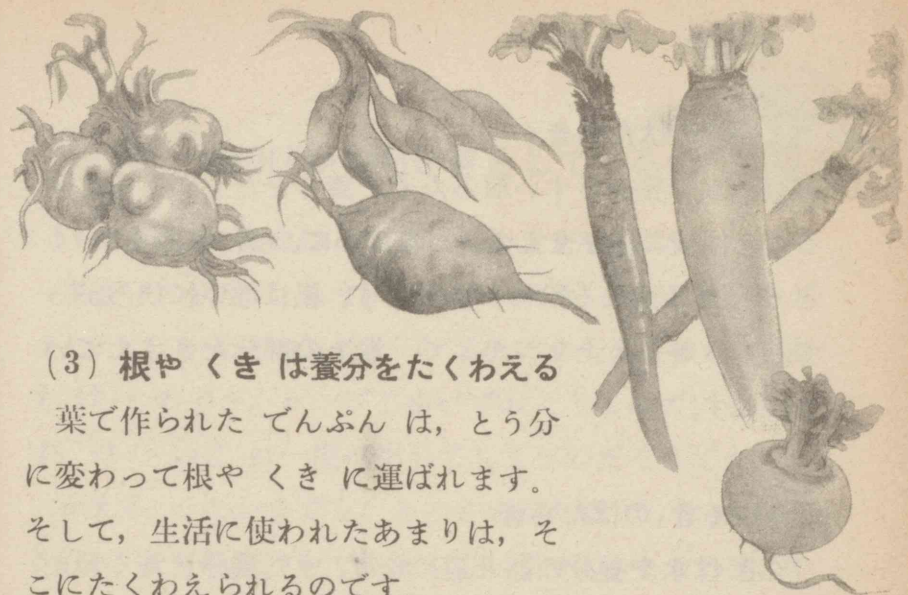 (3) 根や くき は養分をたくわえる
葉で作られた でんぷん は，とう分
に変わって根や くき に運ばれます。
そして，生活に使われたあまりは，そ
こにたくわえられるのです